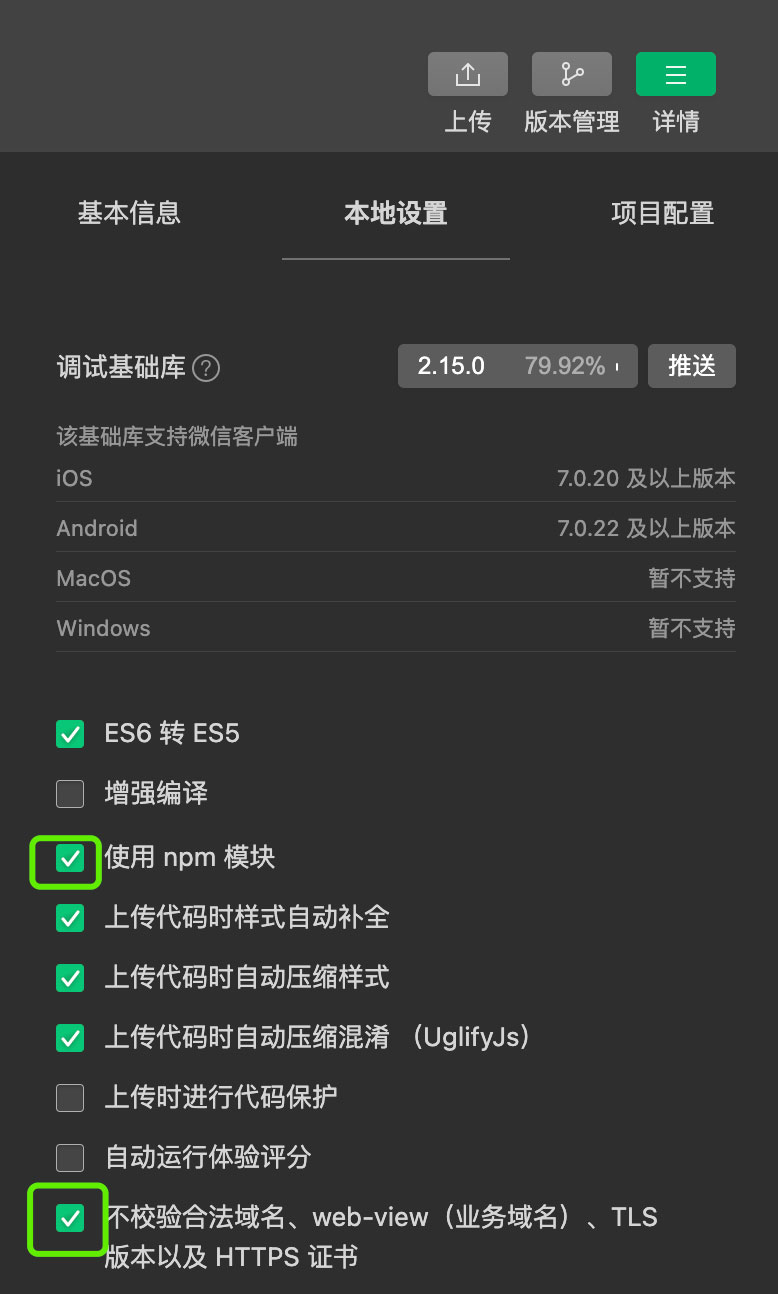 上传 版本管理 详情
基本信息 本地设置 项目配置
调试基础库 ? 2.15.0 79.92% 推送
该基础库支持微信客户端
iOS 7.0.20 及以上版本
Android 7.0.22 及以上版本
MacOS 暂不支持
Windows 暂不支持
ES6 转 ES5
增强编译
使用 npm 模块
上传代码时样式自动补全
上传代码时自动压缩样式
上传代码时自动压缩混淆 （UglifyJs）
上传时进行代码保护
自动运行体验评分
不校验合法域名、web-view（业务域名）、TLS
版本以及 HTTPS 证书